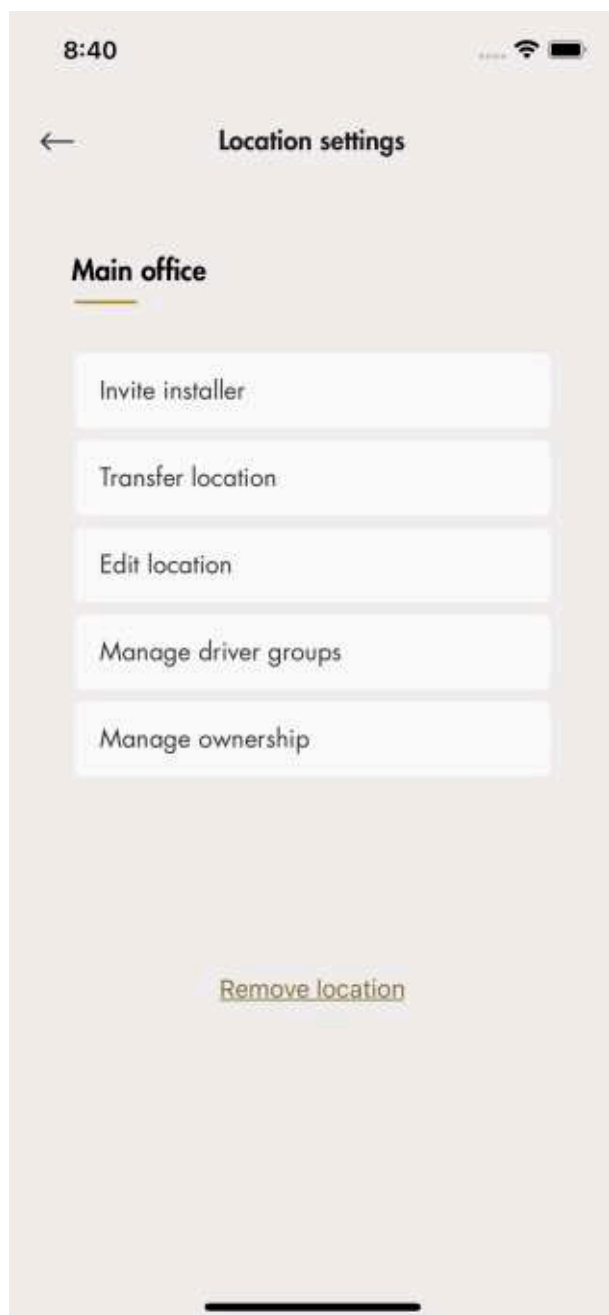 8:40
Location settings
Main office
Invite installer
Transfer location
Edit location
Manage driver groups
Manage ownership
Remove location